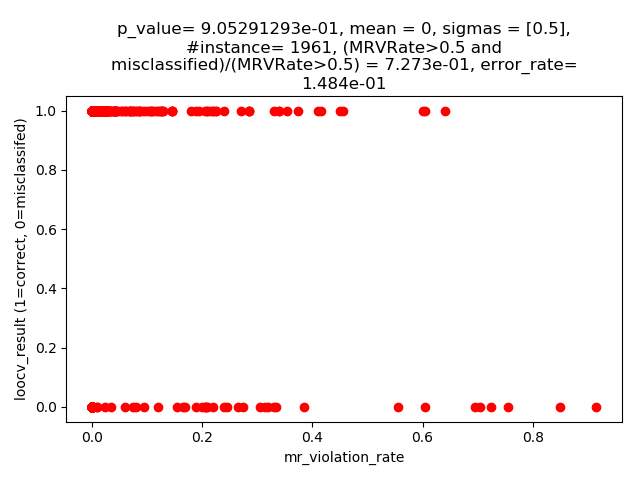 p_value= 9.05291293e-01, mean = 0, sigmas = [0.5],
#instance= 1961, (MRVRate>0.5 and
misclassified)/(MRVRate>0.5) = 7.273e-01, error_rate=
1.484e-01
1.0
0.8
0.6
0.4
0.2
0.0
loocv_result (1=correct, 0=misclassifed)
0.0 0.2 0.4 0.6 0.8
mr_violation_rate